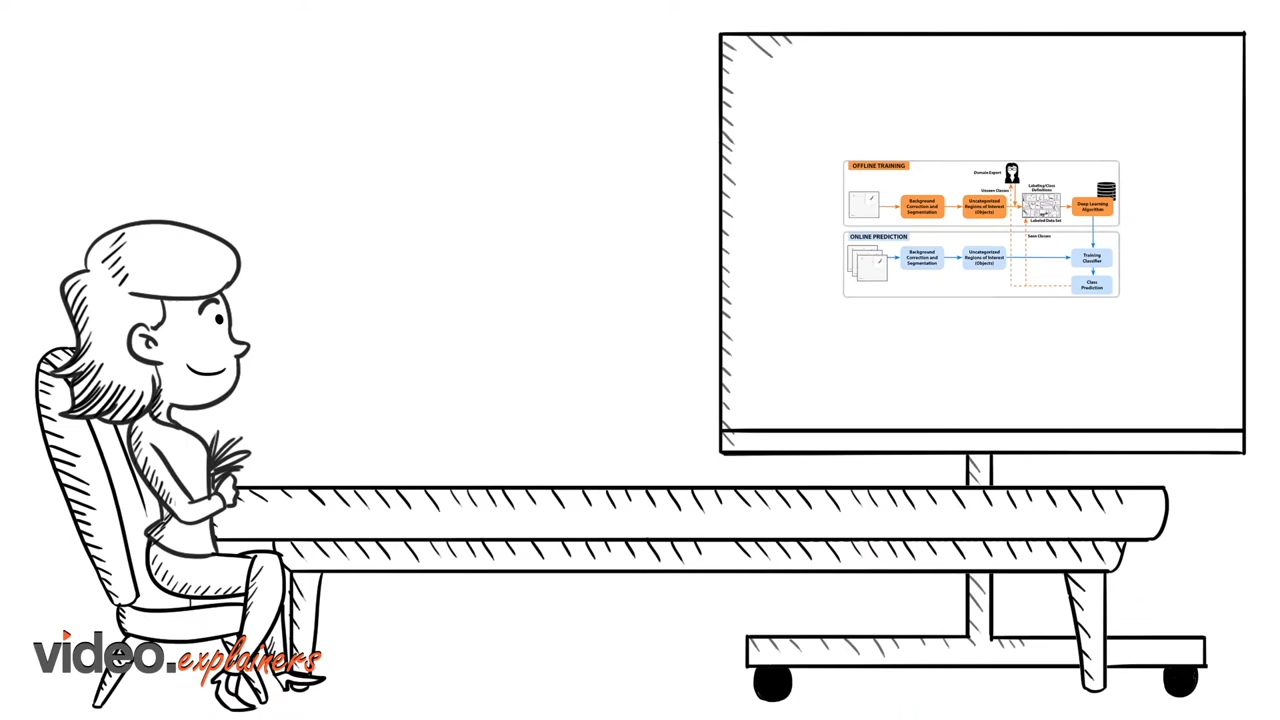 OFFLINE TRAINING
Domain Expert
Unseen Classes
Labeling/Class
Definitions
Background
Correction and
Segmentation
Uncategorized
Regions of Interest
(Objects)
Labeled Data Set
Deep Learning
Algorithm
ONLINE PREDICTION
Seen Classes
Background
Correction and
Segmentation
Uncategorized
Regions of Interest
(Objects)
Training
Classifier
Class
Prediction
video.explainers